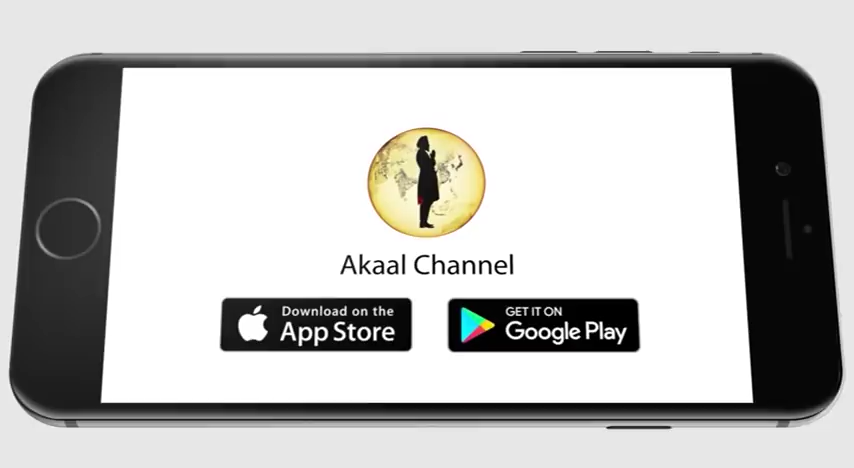 Akaal Channel
Download on the
App Store
GET IT ON
Google Play